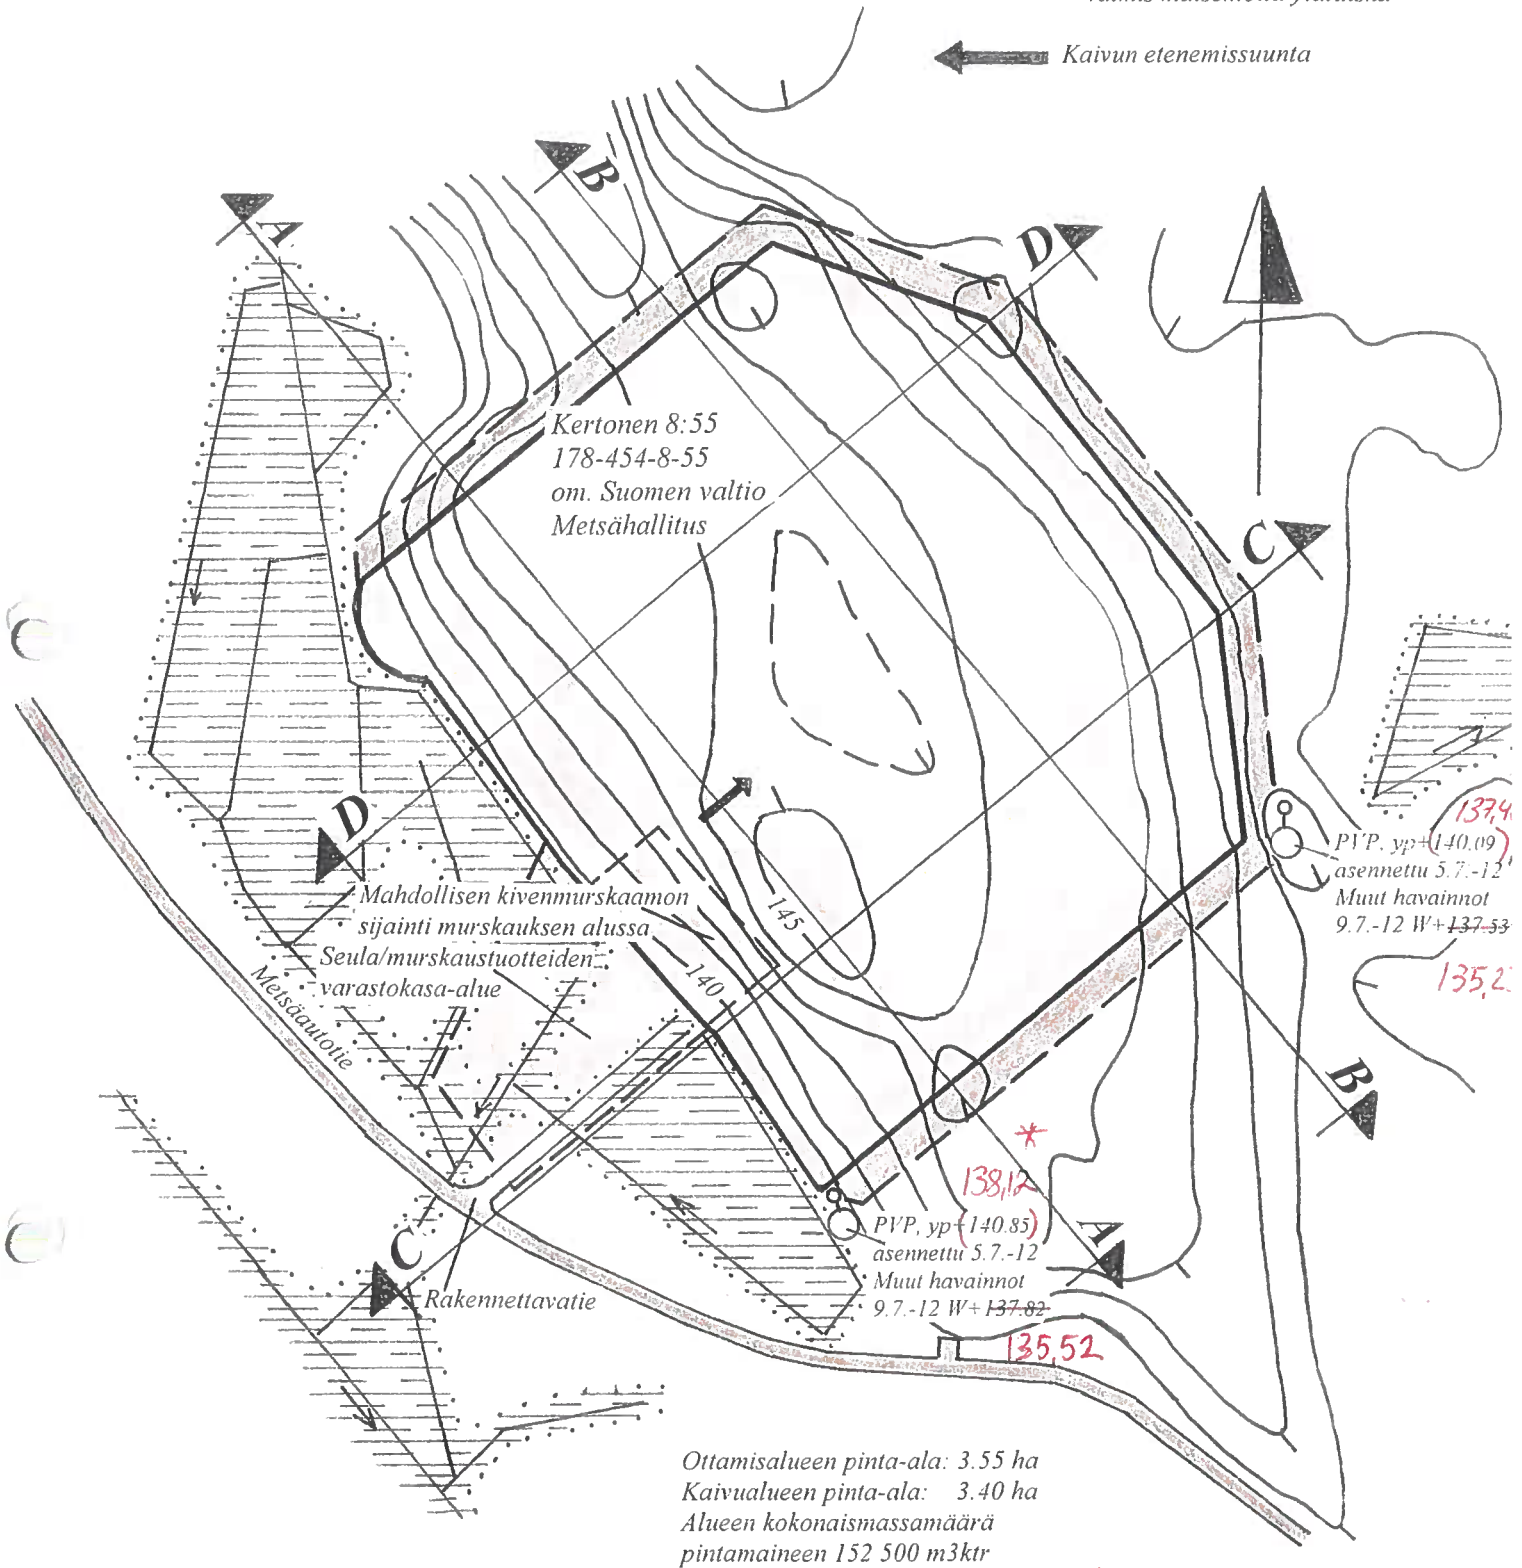 Kaivun etenemissuunta
B
A
D
Kertonen 8:55
178-454-8-55
om. Suomen valtio
Metsähallitus
C
D
145
140
Mahdollisen kivenmurskaamon
sijainti murskauksen alussa
Seula/murskaustuotteiden
varastokasa-alue
Metsäautotie
PVP, yp+(140.09)
asennettu 5.7.-12
Muut havainnot
9.7.-12 W+137.53
B
*
138,12
PVP, yp+(140.85)
asennettu 5.7.-12
Muut havainnot
9.7.-12 W+137.82
135,52
A
C
Rakennettavatie
Ottamisalueen pinta-ala: 3.55 ha
Kaivualueen pinta-ala: 3.40 ha
Alueen kokonaismassamäärä
pintamaineen 152 500 m3ktr